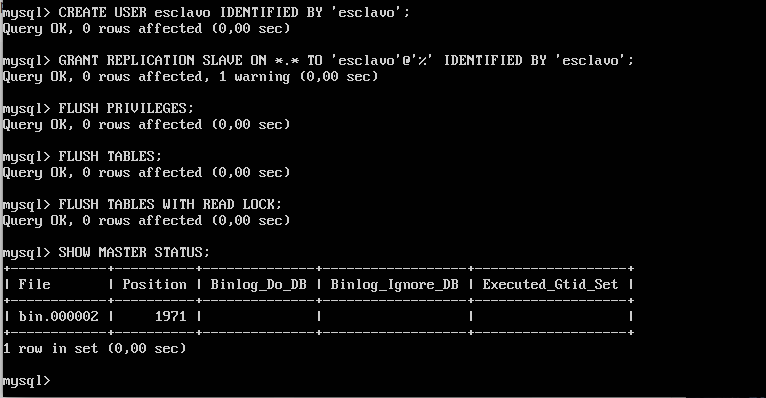 mysql> CREATE USER esclavo IDENTIFIED BY 'esclavo';
Query OK, 0 rows affected (0,00 sec)
mysql> GRANT REPLICATION SLAVE ON *.* TO 'esclavo'@'%' IDENTIFIED BY 'esclavo';
Query OK, 0 rows affected, 1 warning (0,00 sec)
mysql> FLUSH PRIVILEGES;
Query OK, 0 rows affected (0,00 sec)
mysql> FLUSH TABLES;
Query OK, 0 rows affected (0,00 sec)
mysql> FLUSH TABLES WITH READ LOCK;
Query OK, 0 rows affected (0,00 sec)
mysql> SHOW MASTER STATUS;
+------------+----------+--------------+------------------+-------------------+
| File | Position | Binlog_Do_DB | Binlog_Ignore_DB | Executed_Gtid_Set |
+------------+----------+--------------+------------------+-------------------+
| bin.000002 | 1971 | | | |
+------------+----------+--------------+------------------+-------------------+
1 row in set (0,00 sec)
mysql>